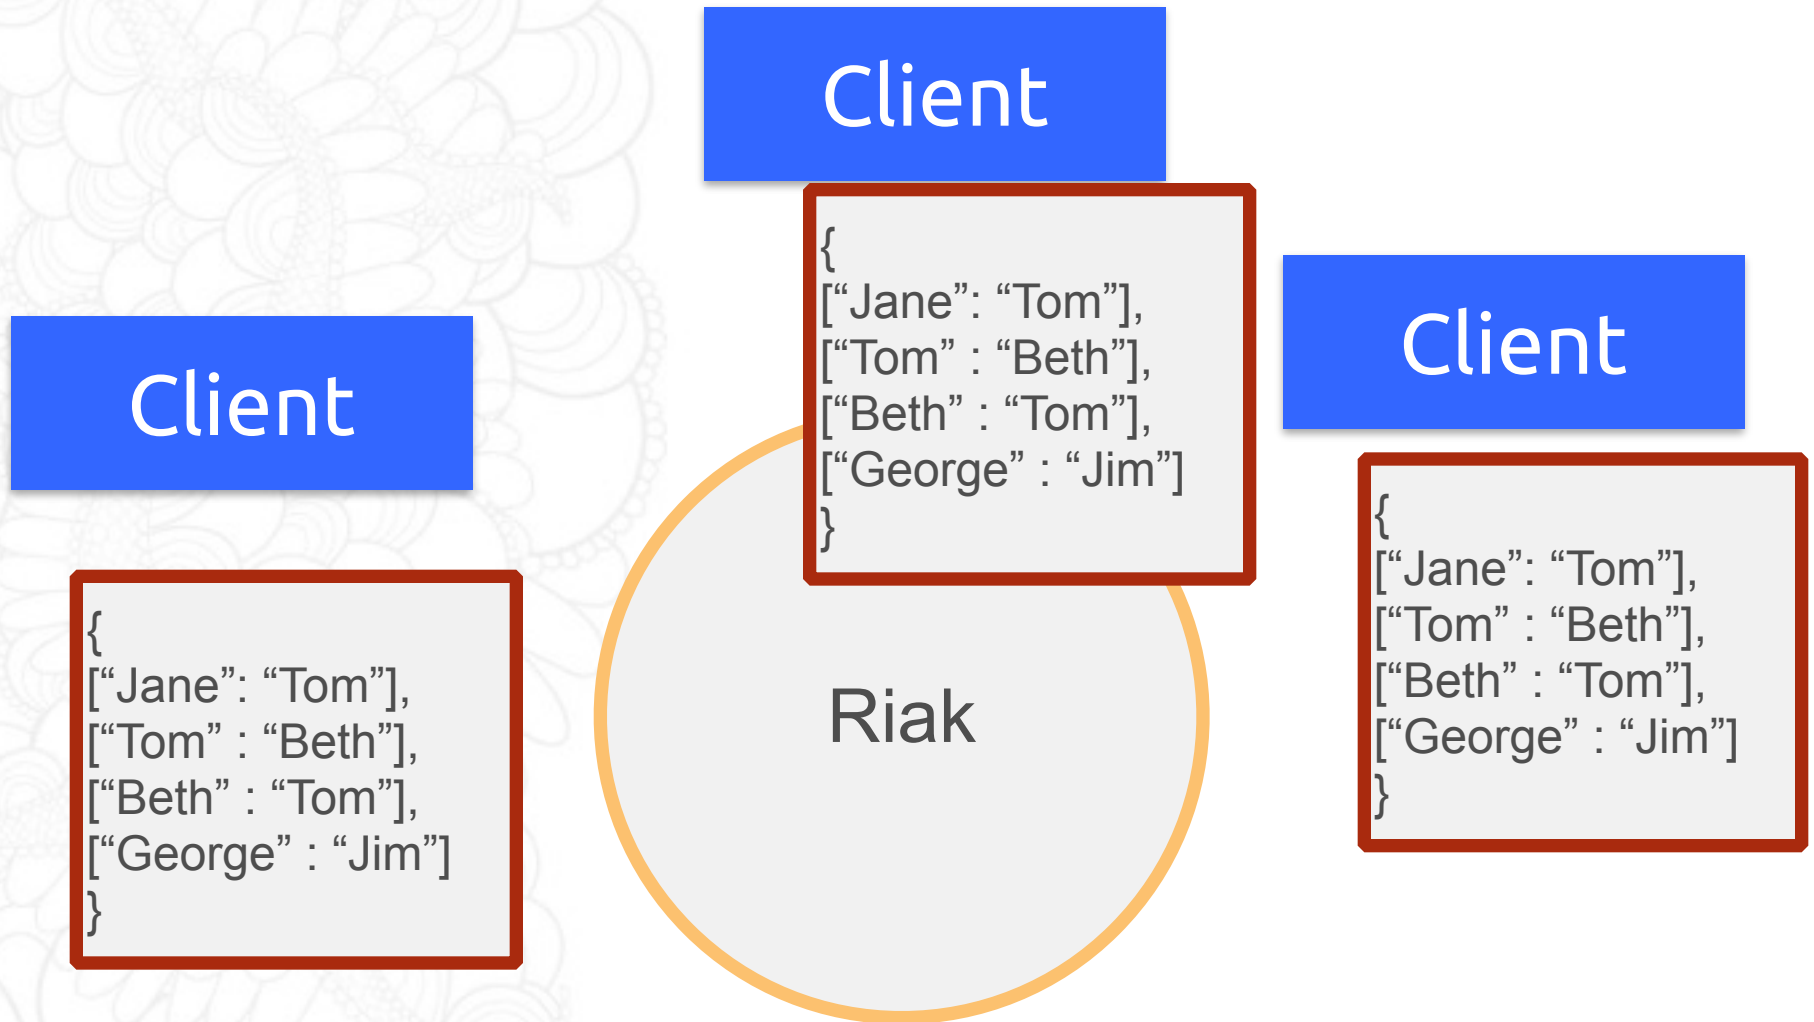 Client
{
[“Jane”: “Tom”],
[“Tom” : “Beth”],
[“Beth” : “Tom”],
[“George” : “Jim”]
}
Client
{
[“Jane”: “Tom”],
[“Tom” : “Beth”],
[“Beth” : “Tom”],
[“George” : “Jim”]
}
Client
{
[“Jane”: “Tom”],
[“Tom” : “Beth”],
[“Beth” : “Tom”],
[“George” : “Jim”]
}
Riak